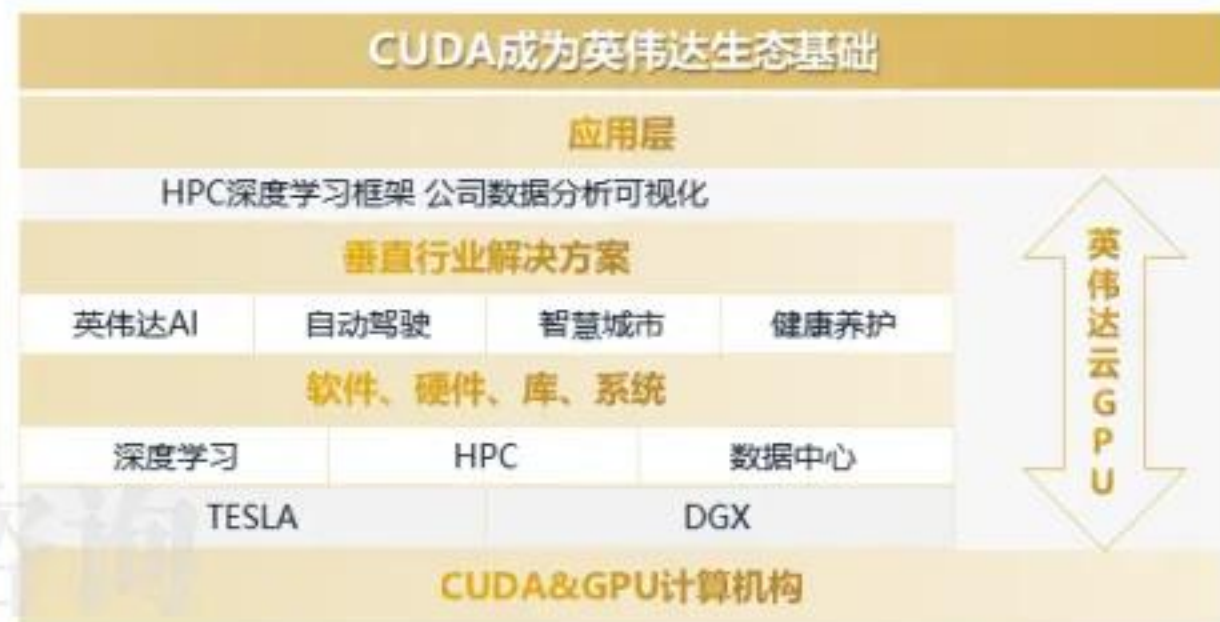 CUDA成为英伟达生态基础
应用层
HPC深度学习框架 公司数据分析可视化
垂直行业解决方案
英伟达AI 自动驾驶 智慧城市 健康养护
软件、硬件、库、系统
深度学习 HPC 数据中心
TESLA DGX
CUDA&GPU计算机构
英伟达云GPU